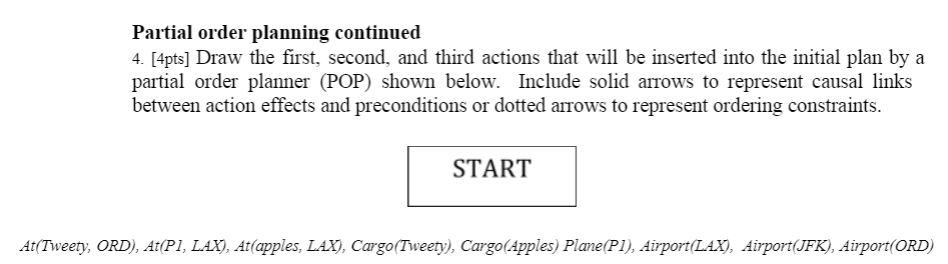 Partial order planning continued
4. [4pts] Draw the first, second, and third actions that will be inserted into the initial plan by a
partial order planner (POP) shown below. Include solid arrows to represent causal links
between action effects and preconditions or dotted arrows to represent ordering constraints.
START
At(Tweety, ORD), At(P1, LAX), At(apples, LAX), Cargo(Tweety), Cargo(Apples) Plane(P1), Airport(LAX), Airport(JFK), Airport(ORD)